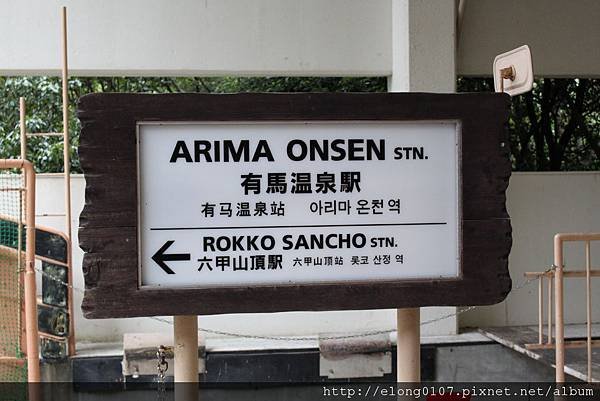 ARIMA ONSEN STN.
有馬温泉駅
有马温泉站 아리마 온천 역
ROKKO SANCHO STN.
六甲山頂駅 六甲山顶站 롯코 산정 역
http://elong0107.pixnet.net/album